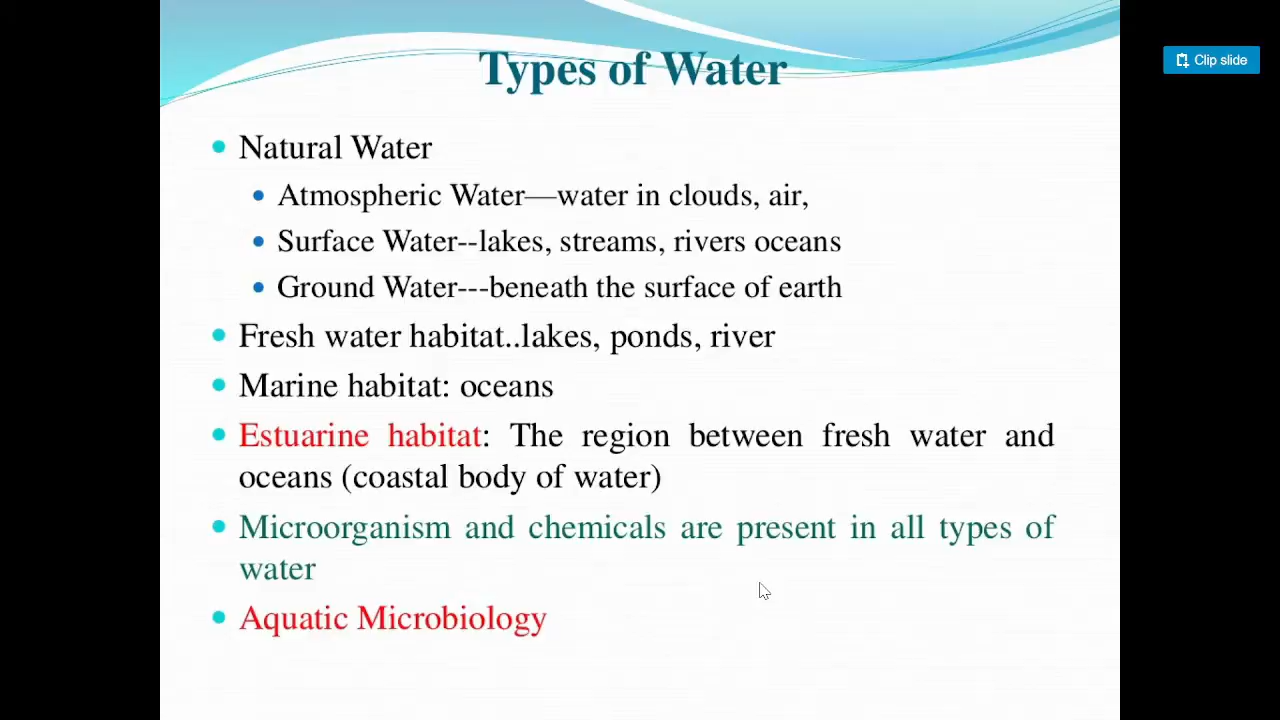 Types of Water
Clip slide
• Natural Water
• Atmospheric Water—water in clouds, air,
• Surface Water--lakes, streams, rivers oceans
• Ground Water---beneath the surface of earth
• Fresh water habitat..lakes, ponds, river
• Marine habitat: oceans
• Estuarine habitat: The region between fresh water and
oceans (coastal body of water)
• Microorganism and chemicals are present in all types of
water
• Aquatic Microbiology